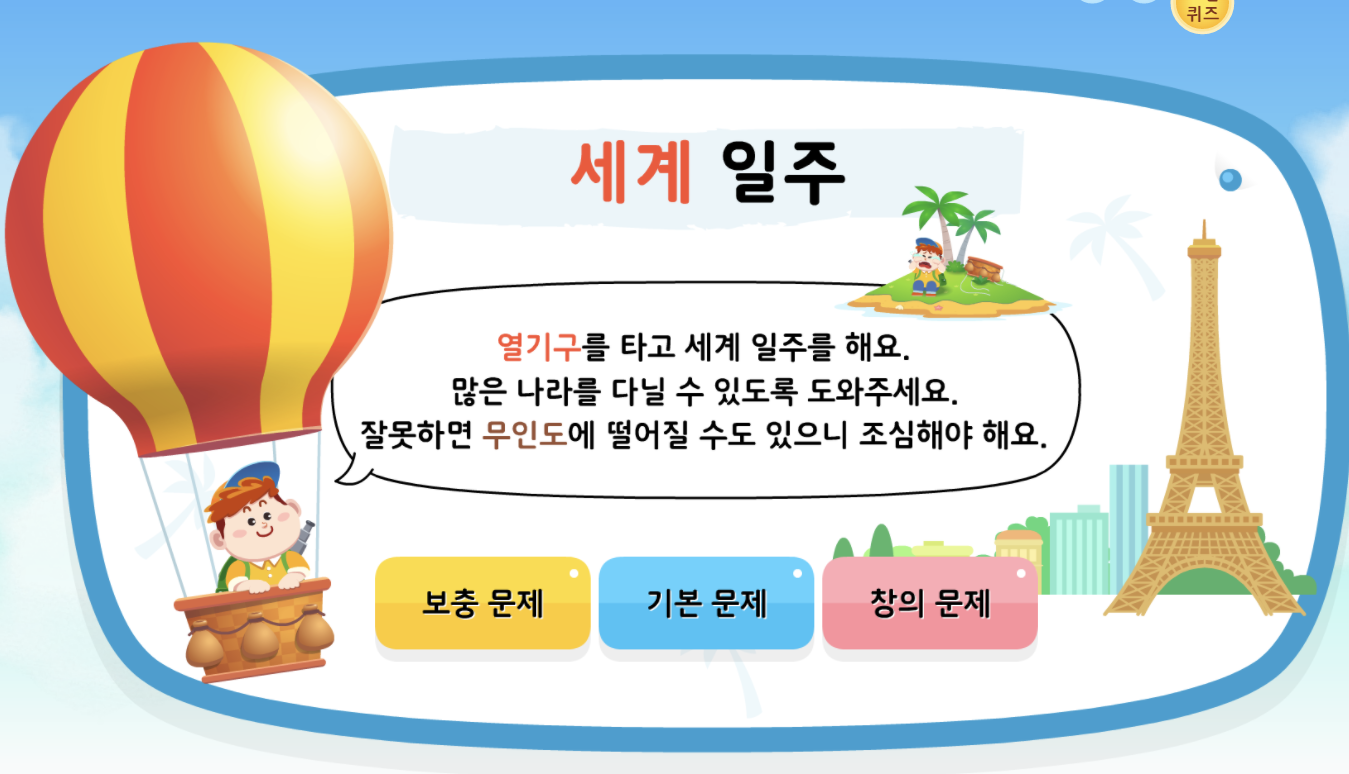 퀴즈
세계 일주
열기구를 타고 세계 일주를 해요.
많은 나라를 다닐 수 있도록 도와주세요.
잘못하면 무인도에 떨어질 수도 있으니 조심해야 해요.
보충 문제
기본 문제
창의 문제